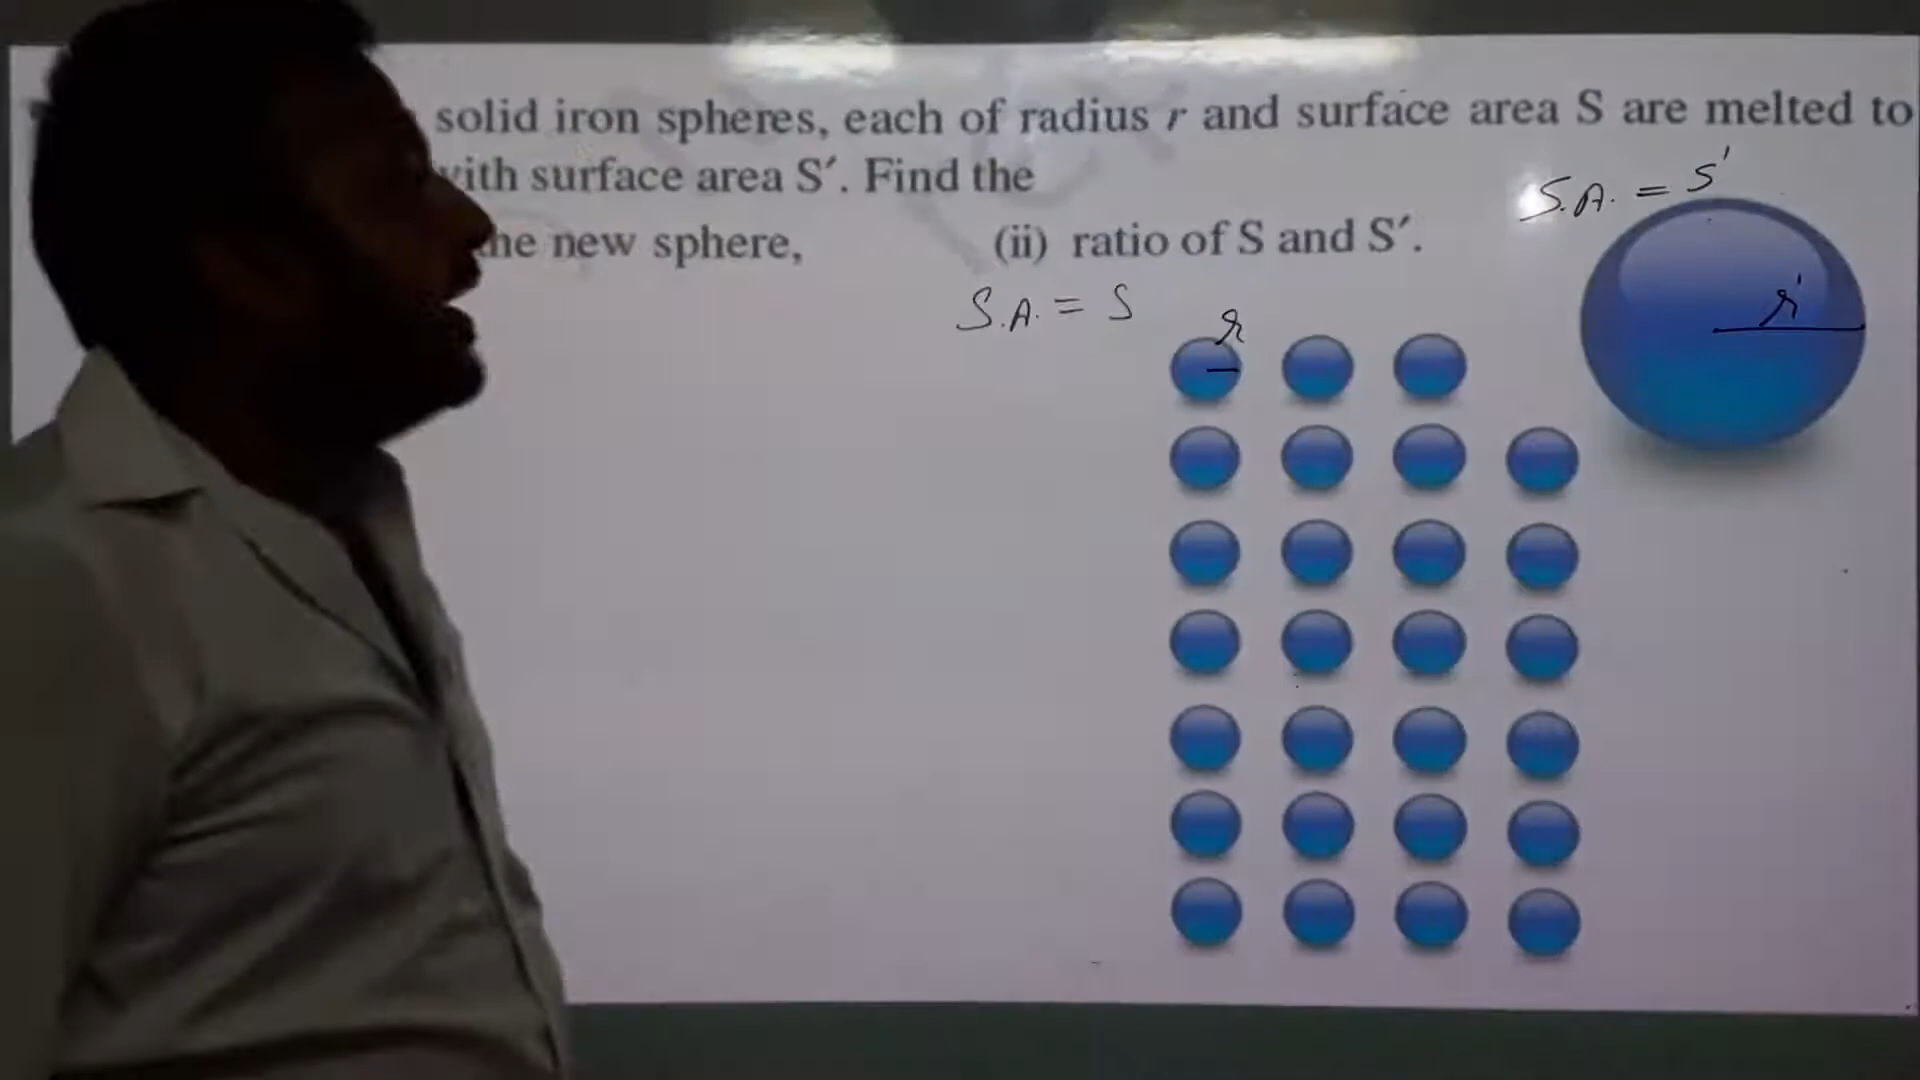 solid iron spheres, each of radius r and surface area S are melted to
with surface area S′. Find the
the new sphere, (ii) ratio of S and S′.
S.A. = S'
S.A. = S
r
r'